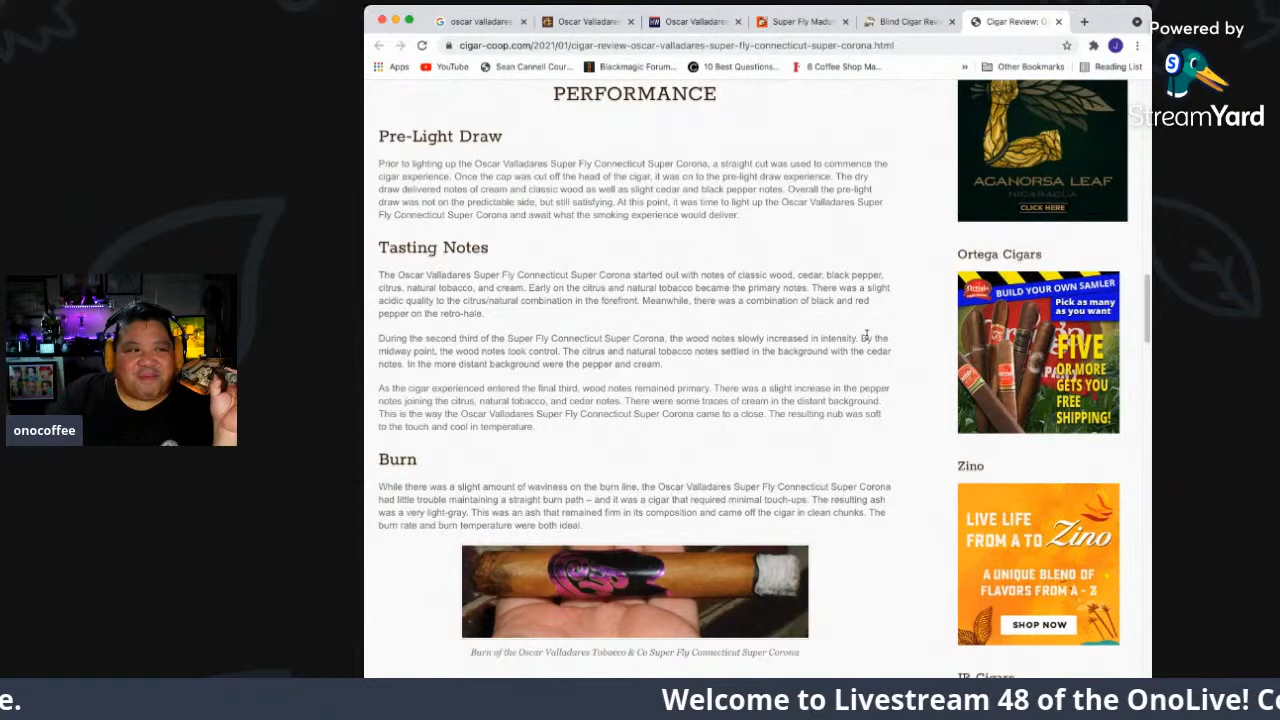 oscar valladares
Oscar Valladares
Oscar Valladares
Super Fly Madu
Blind Cigar Revi
Cigar Review: O
cigar-coop.com/2021/01/cigar-review-oscar-valladares-super-fly-connecticut-super-corona.html
J
Apps
YouTube
Sean Cannell Cour...
Blackmagic Forum...
10 Best Questions...
6 Coffee Shop Ma...
»
Other Bookmarks
Reading List
Powered by
StreamYard
PERFORMANCE
Pre-Light Draw
Prior to lighting up the Oscar Valladares Super Fly Connecticut Super Corona, a straight cut was used to commence the
cigar experience. Once the cap was cut off the head of the cigar, it was on to the pre-light draw experience. The dry
draw delivered notes of cream and classic wood as well as slight cedar and black pepper notes. Overall the pre-light
draw was not on the predictable side, but still satisfying. At this point, it was time to light up the Oscar Valladares Super
Fly Connecticut Super Corona and await what the smoking experience would deliver.
Tasting Notes
The Oscar Valladares Super Fly Connecticut Super Corona started out with notes of classic wood, cedar, black pepper,
citrus, natural tobacco, and cream. Early on the citrus and natural tobacco became the primary notes. There was a slight
acidic quality to the citrus/natural combination in the forefront. Meanwhile, there was a combination of black and red
pepper on the retro-hale.
During the second third of the Super Fly Connecticut Super Corona, the wood notes slowly increased in intensity. By the
midway point, the wood notes took control. The citrus and natural tobacco notes settled in the background with the cedar
notes. In the more distant background were the pepper and cream.
As the cigar experienced entered the final third, wood notes remained primary. There was a slight increase in the pepper
notes joining the citrus, natural tobacco, and cedar notes. There were some traces of cream in the distant background.
This is the way the Oscar Valladares Super Fly Connecticut Super Corona came to a close. The resulting nub was soft
to the touch and cool in temperature.
Burn
While there was a slight amount of waviness on the burn line, the Oscar Valladares Super Fly Connecticut Super Corona
had little trouble maintaining a straight burn path – and it was a cigar that required minimal touch-ups. The resulting ash
was a very light-gray. This was an ash that remained firm in its composition and came off the cigar in clean chunks. The
burn rate and burn temperature were both ideal.
Burn of the Oscar Valladares Tobacco & Co Super Fly Connecticut Super Corona
AGANORSA LEAF
NICARAGUA
CLICK HERE
Ortega Cigars
Ortega
BUILD YOUR OWN SAMLER
Pick as many
as you want
FIVE
OR MORE
GETS YOU
FREE
SHIPPING!
Zino
LIVE LIFE
FROM A TO Zino
A UNIQUE BLEND OF
FLAVORS FROM A - Z
SHOP NOW
JR Cigars
onocoffee
e.
Welcome to Livestream 48 of the OnoLive! Co